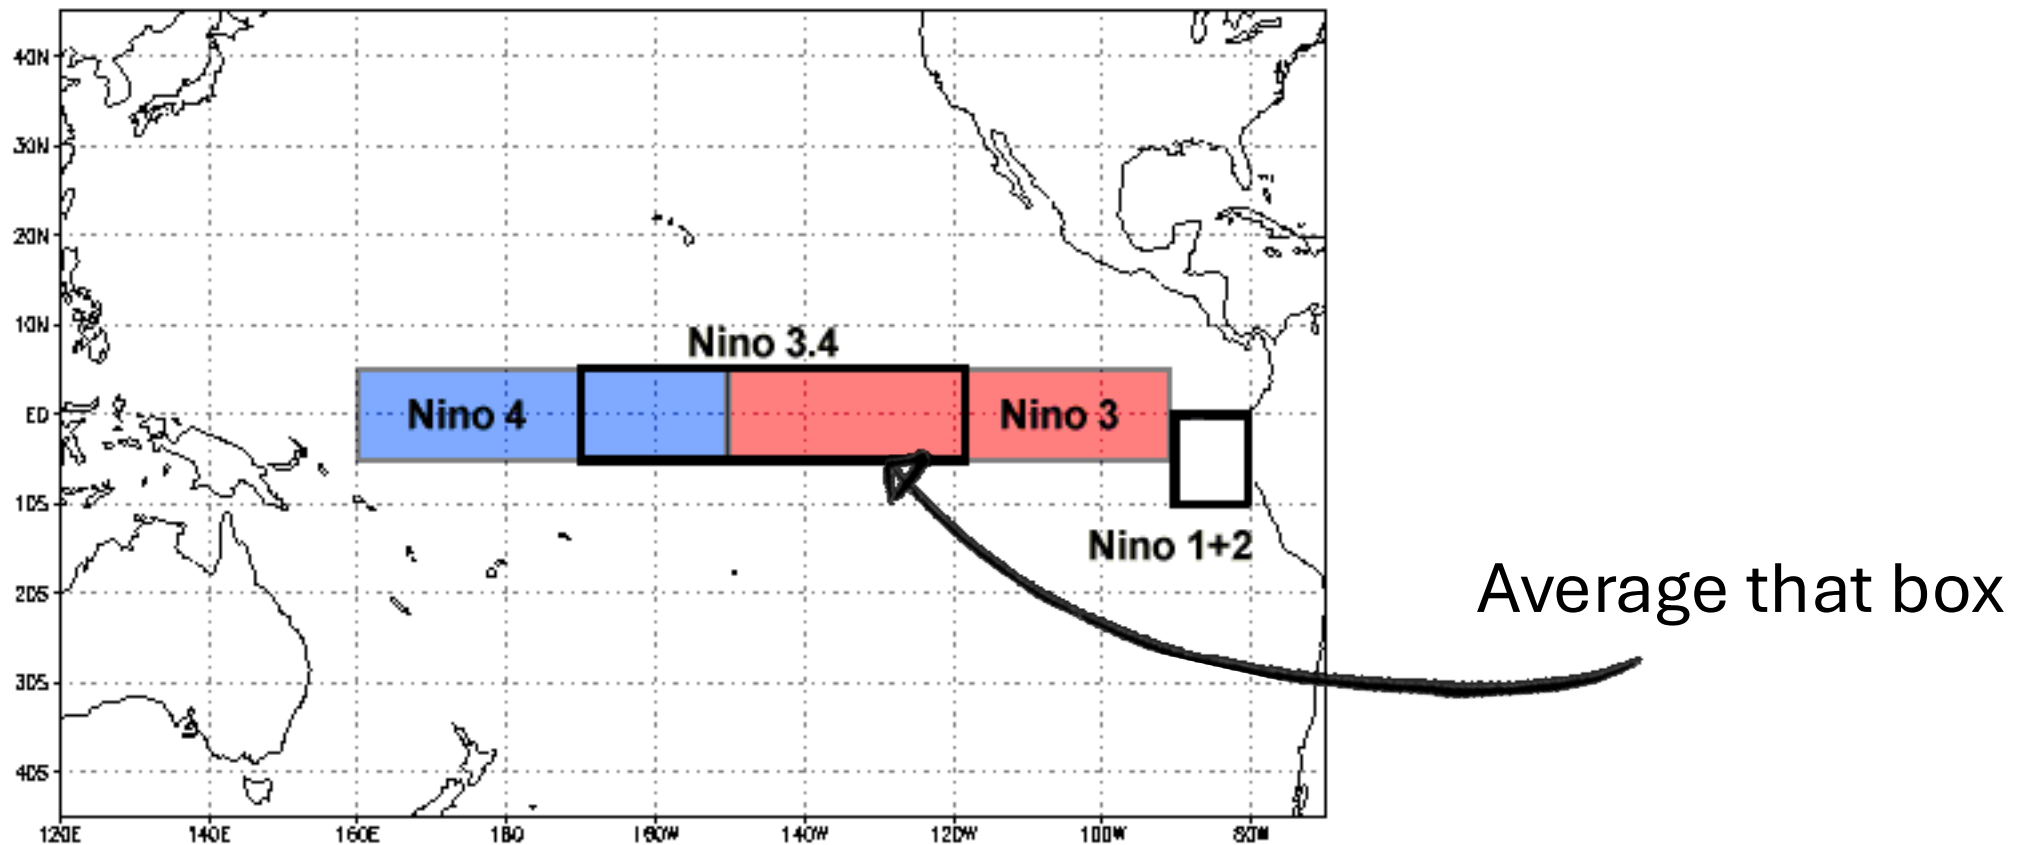 40N
30N
20N
10N
Nino 3.4
EQ
Nino 4
Nino 3
10S
Nino 1+2
20S
Average that box
30S
40S
120E 140E 160E 180 160W 140W 120W 100W 80W